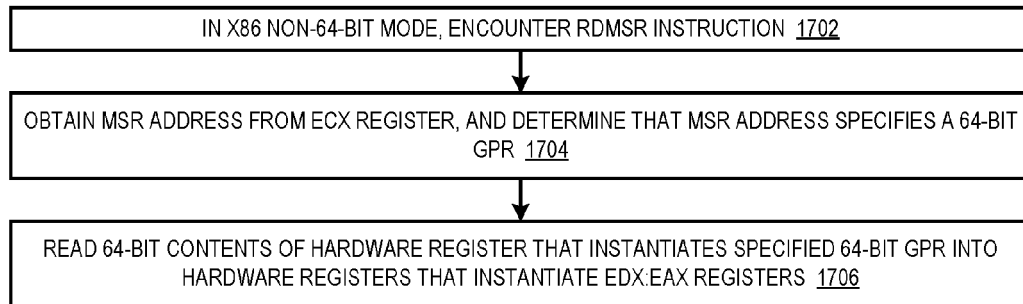 IN X86 NON-64-BIT MODE, ENCOUNTER RDMSR INSTRUCTION 1702
OBTAIN MSR ADDRESS FROM ECX REGISTER, AND DETERMINE THAT MSR ADDRESS SPECIFIES A 64-BIT
GPR 1704
READ 64-BIT CONTENTS OF HARDWARE REGISTER THAT INSTANTIATES SPECIFIED 64-BIT GPR INTO
HARDWARE REGISTERS THAT INSTANTIATE EDX:EAX REGISTERS 1706